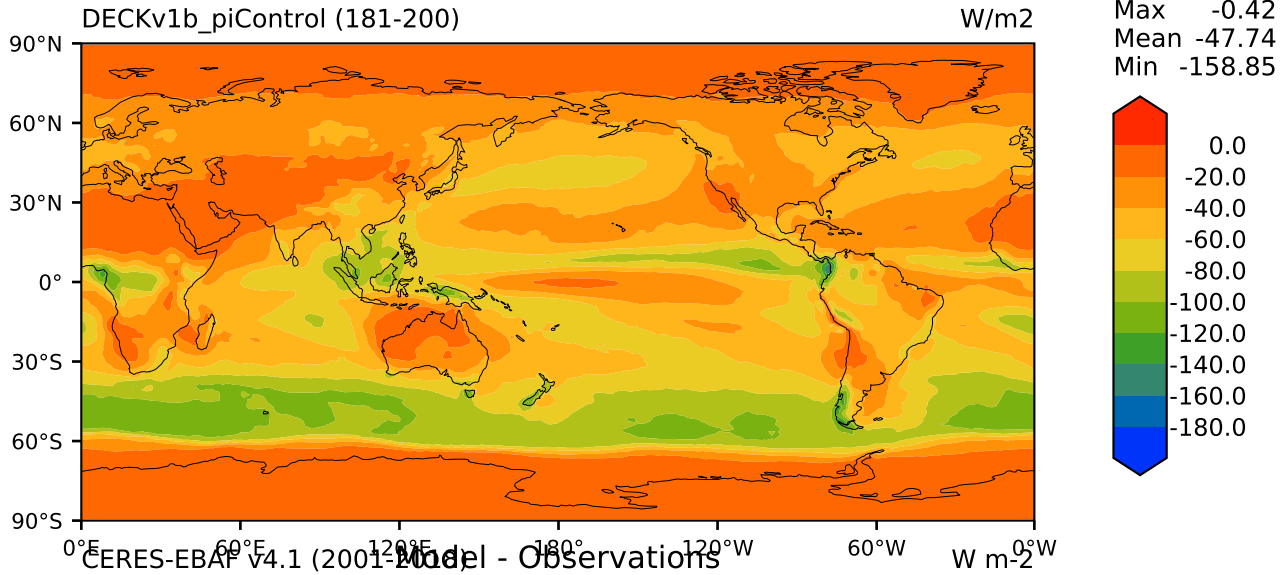 DECKv1b_piControl (181-200) W/m2
Max -0.42
Mean -47.74
Min -158.85
90°N
60°N
30°N
0°
30°S
60°S
90°S
0.0
-20.0
-40.0
-60.0
-80.0
-100.0
-120.0
-140.0
-160.0
-180.0
0°E 60°E 120°E 180° 120°W 60°W 0°W
CERES-EBAF v4.1 (2001-2018) Model - Observations W m-2